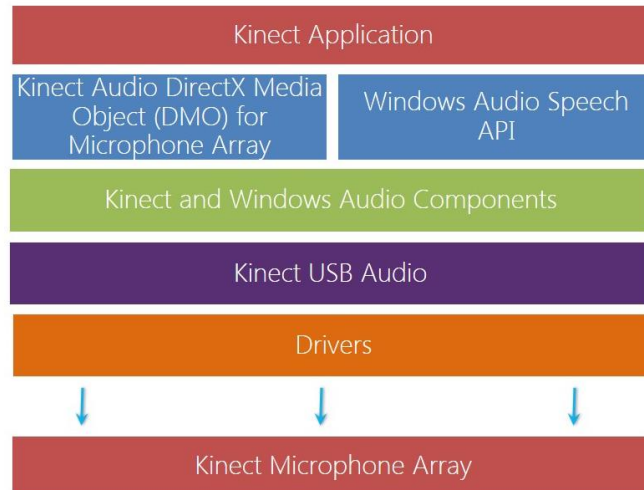 Kinect Application
Kinect Audio DirectX Media
Object (DMO) for
Microphone Array
Windows Audio Speech
API
Kinect and Windows Audio Components
Kinect USB Audio
Drivers
Kinect Microphone Array